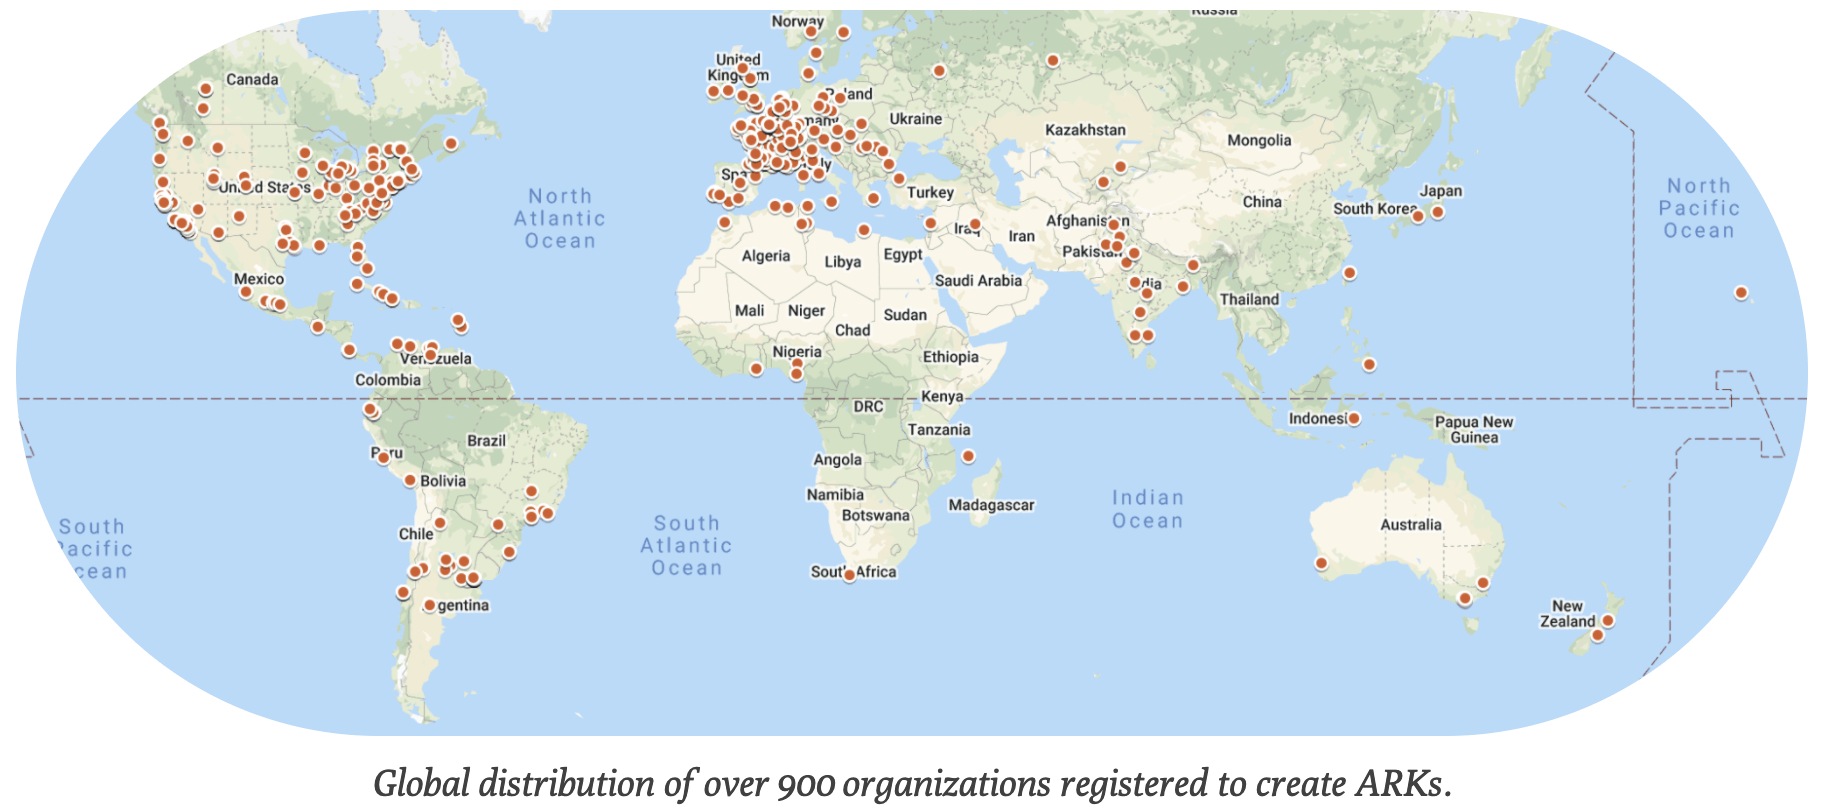 Norway
Russia
United
Kingdom
Canada
Poland
Germany
Ukraine
Kazakhstan
Mongolia
Italy
Spain
United States
Turkey
Japan
South Korea
China
North
Atlantic
Ocean
North
Pacific
Ocean
Afghanistan
Iraq
Iran
Pakistan
Algeria
Libya
Egypt
Saudi Arabia
Mexico
India
Thailand
Mali
Niger
Sudan
Chad
Nigeria
Ethiopia
Venezuela
Colombia
Kenya
DRC
Indonesia
Papua New
Guinea
Tanzania
Brazil
Peru
Angola
Bolivia
Namibia
Botswana
Madagascar
Indian
Ocean
South
Pacific
Ocean
South
Atlantic
Ocean
Chile
Australia
South Africa
Argentina
New
Zealand
Global distribution of over 900 organizations registered to create ARKs.